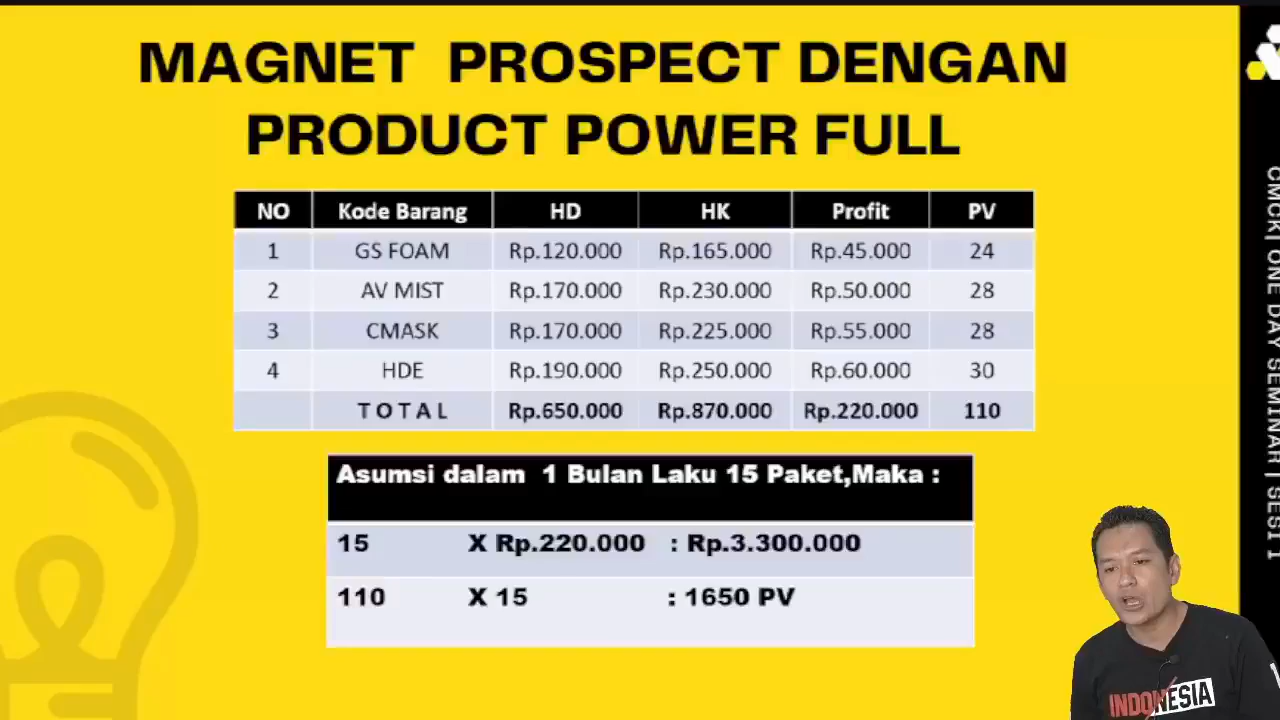 MAGNET PROSPECT DENGAN
PRODUCT POWER FULL
NO Kode Barang HD HK Profit PV
1 GS FOAM Rp.120.000 Rp.165.000 Rp.45.000 24
2 AV MIST Rp.170.000 Rp.230.000 Rp.50.000 28
3 CMASK Rp.170.000 Rp.225.000 Rp.55.000 28
4 HDE Rp.190.000 Rp.250.000 Rp.60.000 30
T O T A L Rp.650.000 Rp.870.000 Rp.220.000 110
Asumsi dalam 1 Bulan Laku 15 Paket,Maka :
15 X Rp.220.000 : Rp.3.300.000
110 X 15 : 1650 PV
CMCK| ONE DAY SEMINAR | SESI 1
INDONESIA